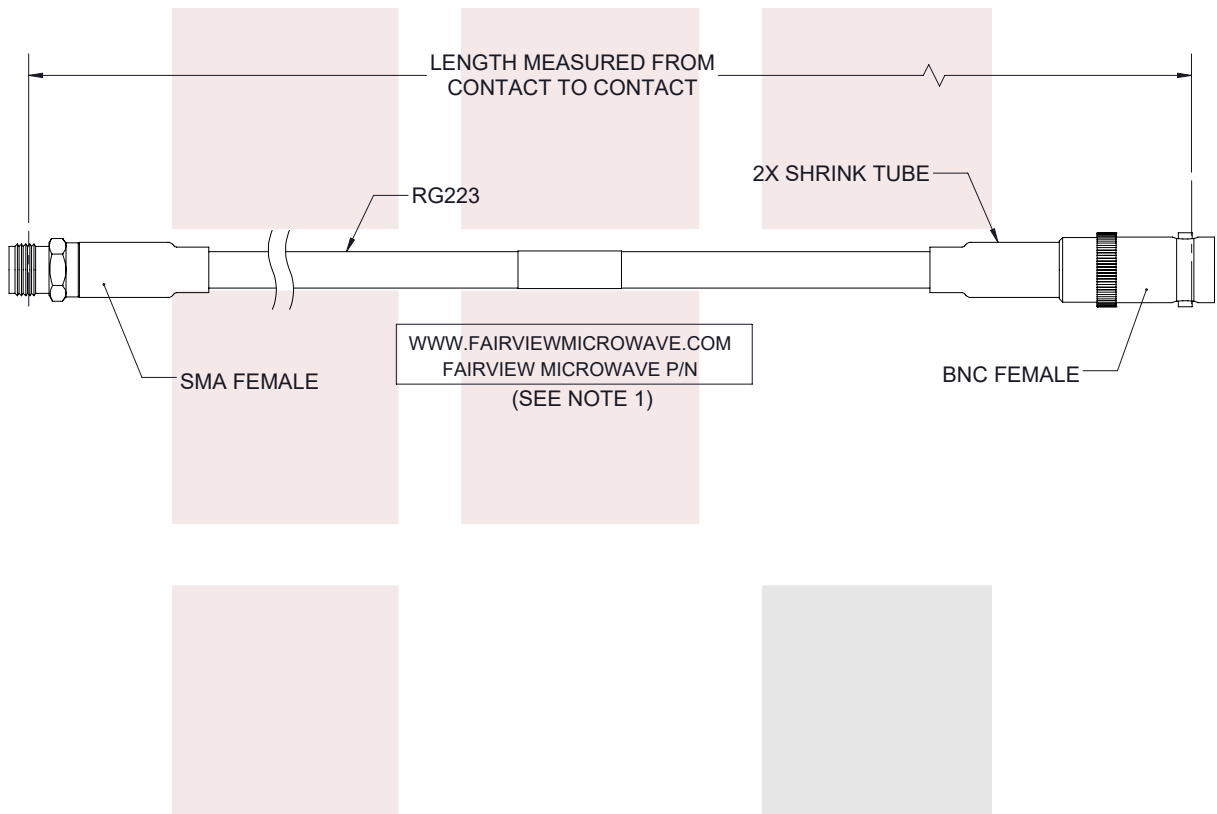 LENGTH MEASURED FROM
CONTACT TO CONTACT
2X SHRINK TUBE
RG223
WWW.FAIRVIEWMICROWAVE.COM
FAIRVIEW MICROWAVE P/N
(SEE NOTE 1)
SMA FEMALE
BNC FEMALE